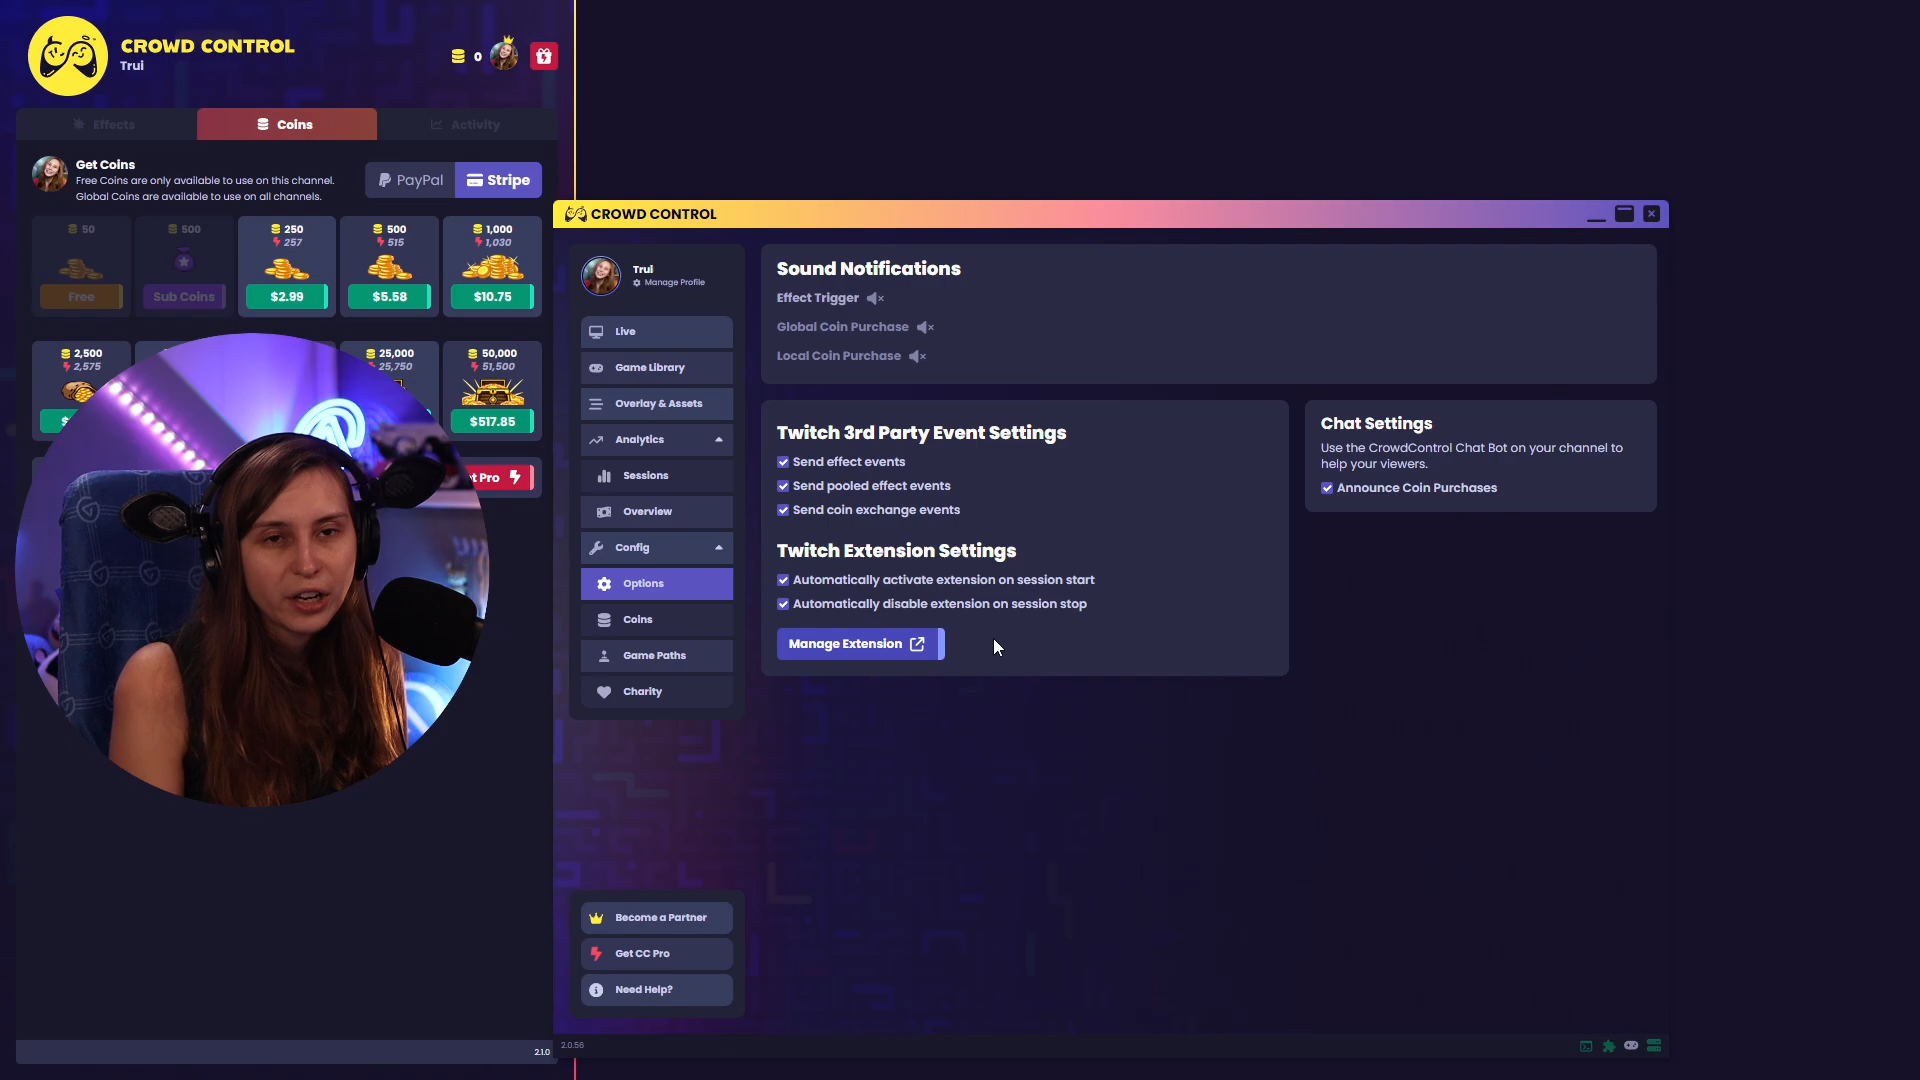 CROWD CONTROL
Trui
0
Effects
Coins
Activity
Get Coins
Free Coins are only available to use on this channel.
Global Coins are available to use on all channels.
PayPal
Stripe
50
Free
500
Sub Coins
250
257
$2.99
500
515
$5.58
1,000
1,030
$10.75
2,500
2,575
$
25,000
25,750
50,000
51,500
$517.85
Pro
2.1.0
CROWD CONTROL
Trui
Manage Profile
Live
Game Library
Overlay & Assets
Analytics
Sessions
Overview
Config
Options
Coins
Game Paths
Charity
Become a Partner
Get CC Pro
Need Help?
2.0.56
Sound Notifications
Effect Trigger
Global Coin Purchase
Local Coin Purchase
Twitch 3rd Party Event Settings
Send effect events
Send pooled effect events
Send coin exchange events
Twitch Extension Settings
Automatically activate extension on session start
Automatically disable extension on session stop
Manage Extension
Chat Settings
Use the CrowdControl Chat Bot on your channel to
help your viewers.
Announce Coin Purchases